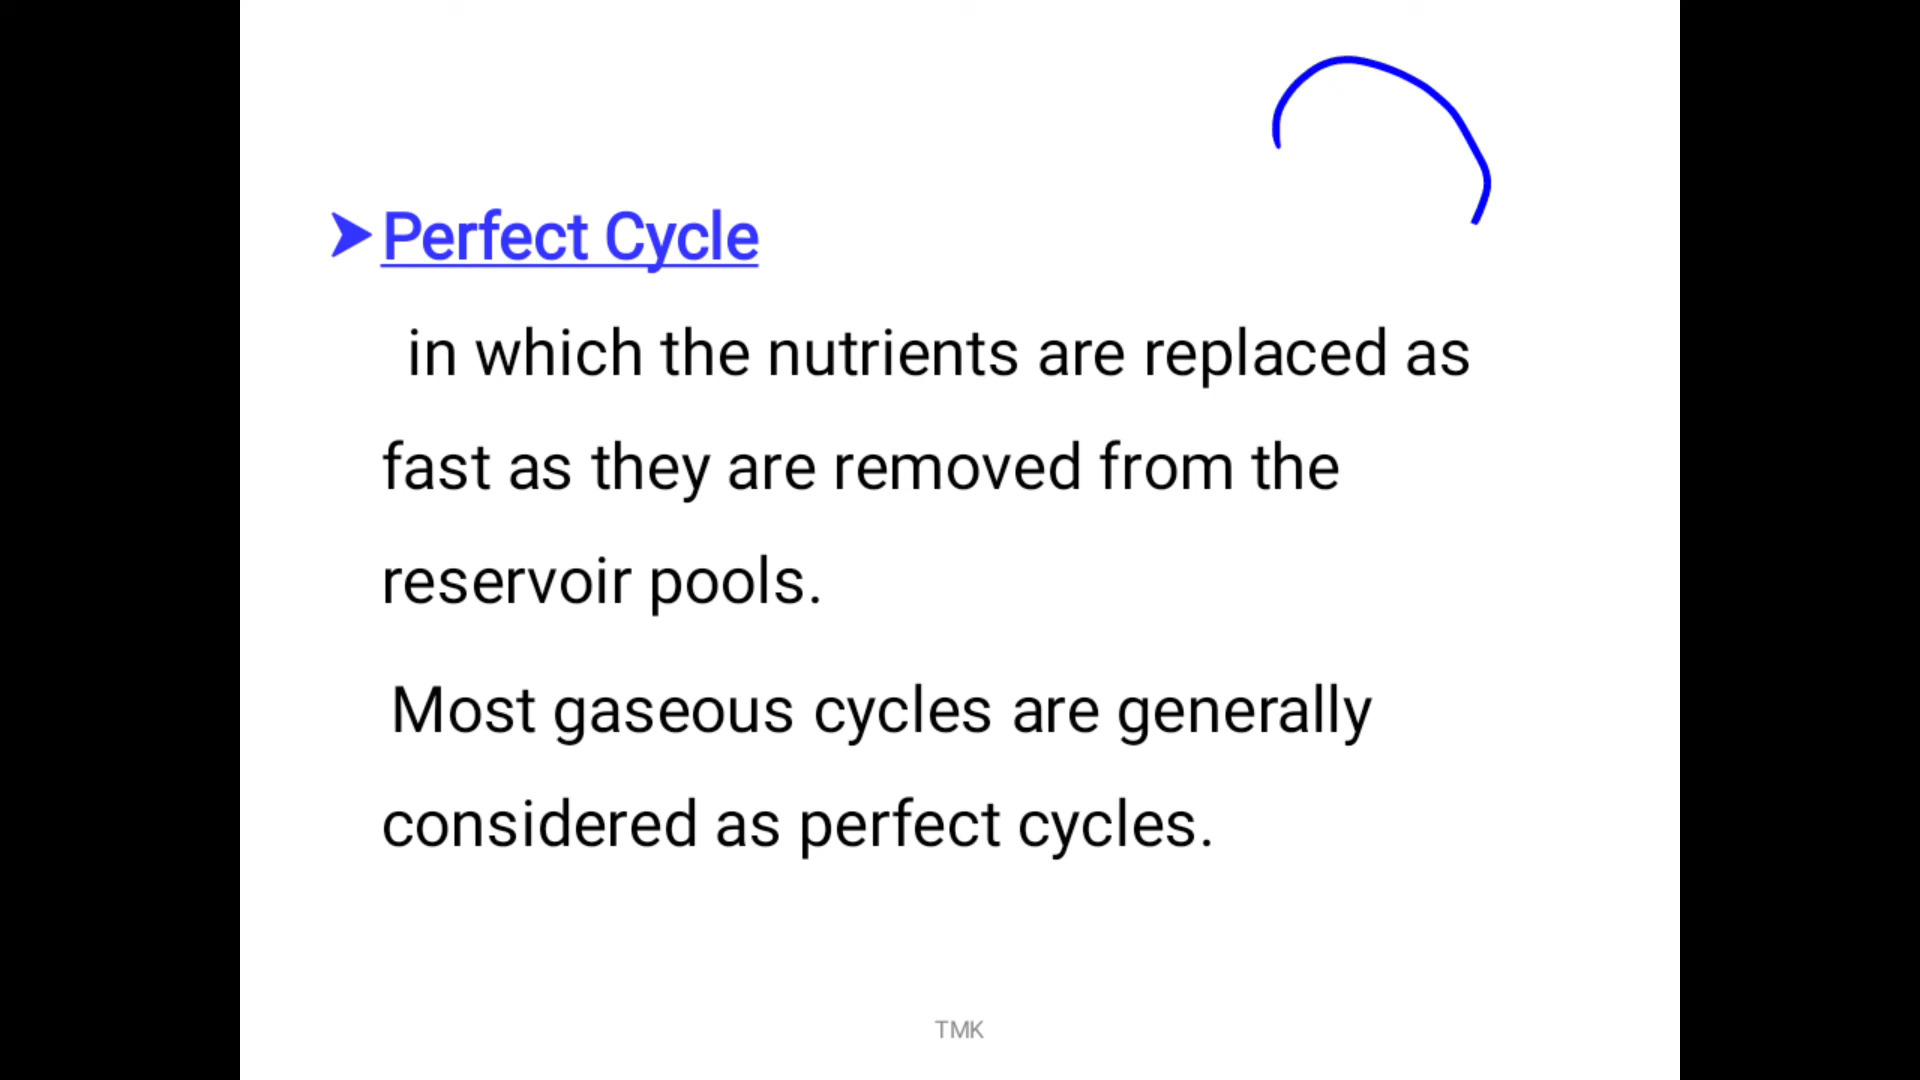 ➤Perfect Cycle
in which the nutrients are replaced as
fast as they are removed from the
reservoir pools.
Most gaseous cycles are generally
considered as perfect cycles.
TMK